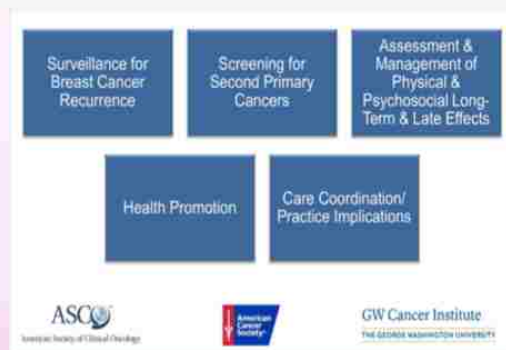 Surveillance for
Breast Cancer
Recurrence
Screening for
Second Primary
Cancers
Assessment &
Management of
Physical &
Psychosocial Long-
Term & Late Effects
Health Promotion
Care Coordination/
Practice Implications
ASCO
American Society of Clinical Oncology
American
Cancer
Society®
GW Cancer Institute
THE GEORGE WASHINGTON UNIVERSITY